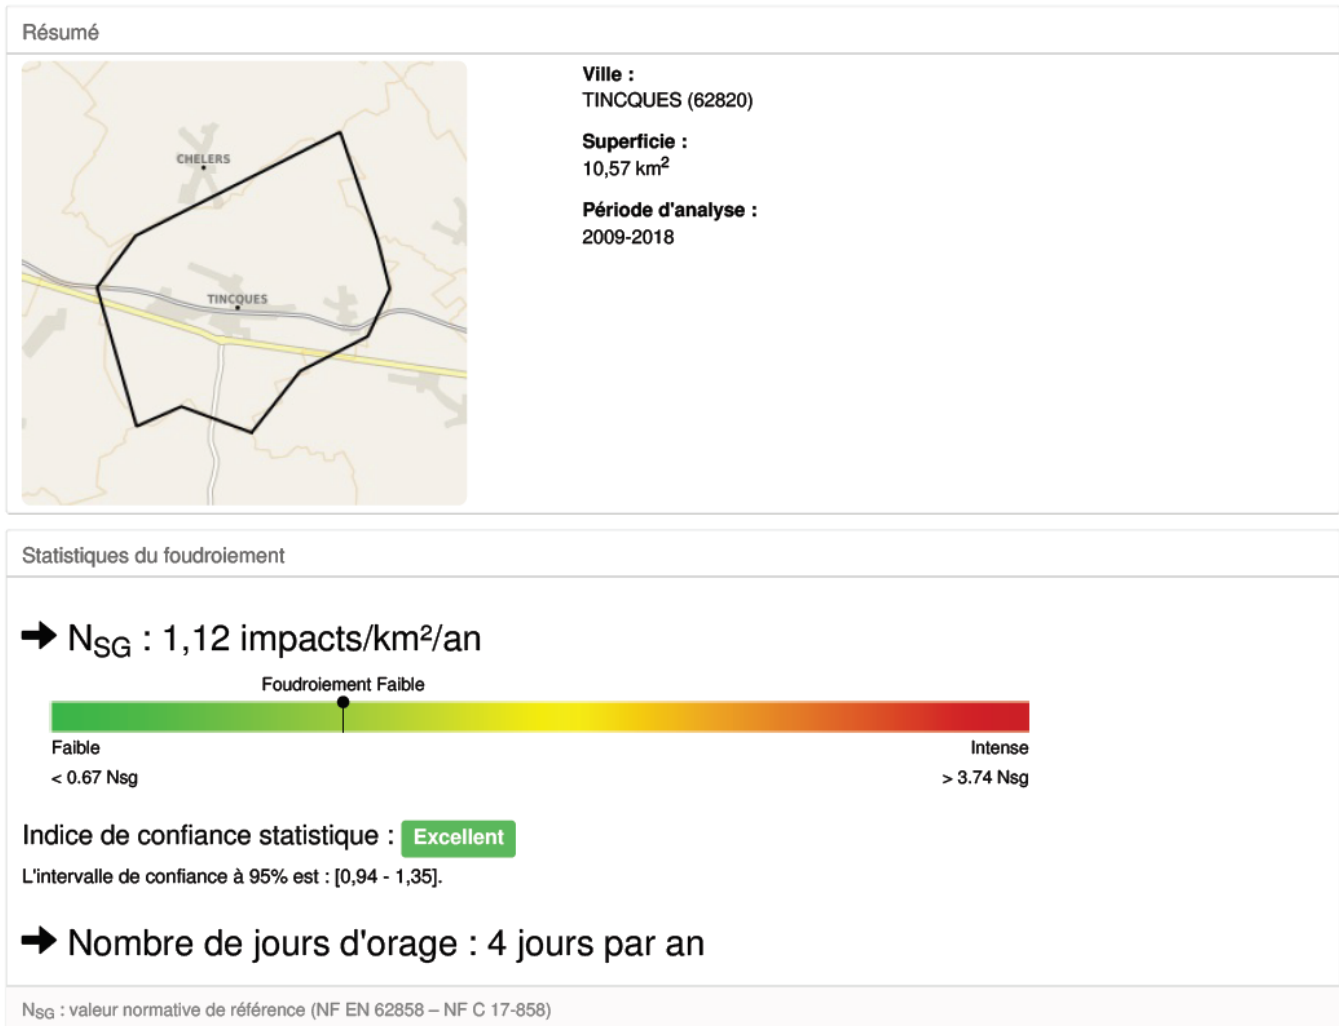 Résumé
CHELERS
TINCQUES
Ville :
TINCQUES (62820)
Superficie :
10,57 km²
Période d'analyse :
2009-2018
Statistiques du foudroiement
➔ NSG : 1,12 impacts/km²/an
Foudroiement Faible
Faible
Intense
< 0.67 Nsg
> 3.74 Nsg
Indice de confiance statistique : Excellent
L'intervalle de confiance à 95% est : [0,94 - 1,35].
➔ Nombre de jours d'orage : 4 jours par an
NSG : valeur normative de référence (NF EN 62858 – NF C 17-858)